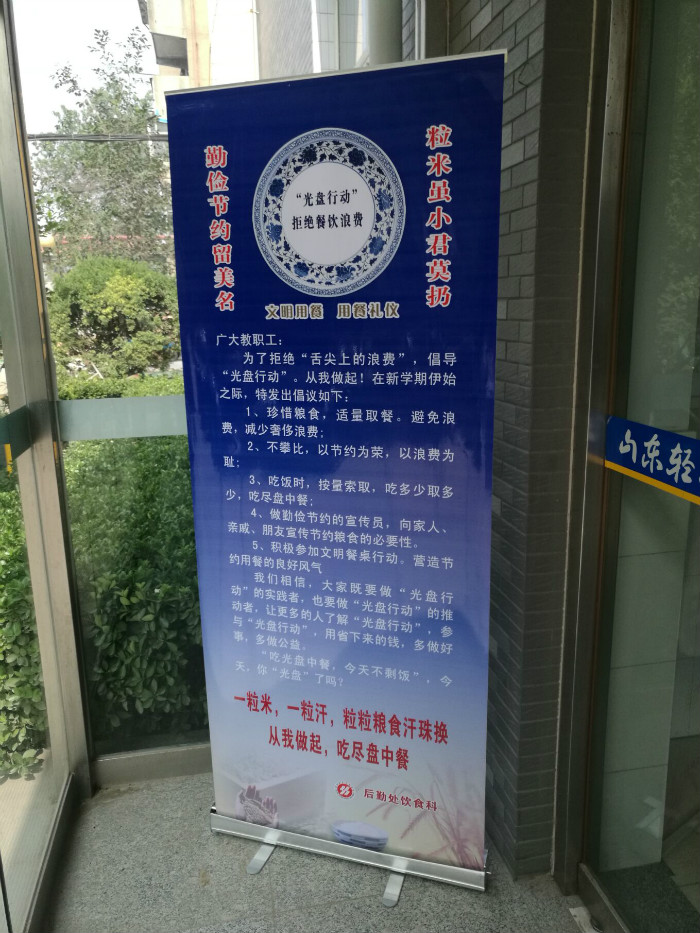 勤俭节约留美名
粒米虽小君莫扔
“光盘行动”
拒绝餐饮浪费
文明用餐 用餐礼仪
广大教职工：
为了拒绝“舌尖上的浪费”，倡导
“光盘行动”。从我做起！在新学期伊始
之际，特发出倡议如下：
1、珍惜粮食，适量取餐。避免浪
费，减少奢侈浪费；
2、不攀比，以节约为荣，以浪费为
耻；
3、吃饭时，按量索取，吃多少取多
少，吃尽盘中餐；
4、做勤俭节约的宣传员，向家人、
亲戚、朋友宣传节约粮食的必要性。
5、积极参加文明餐桌行动。营造节
约用餐的良好风气
我们相信，大家既要做“光盘行
动”的实践者，也要做“光盘行动”的推
动者，让更多的人了解“光盘行动”，参
与“光盘行动”，用省下来的钱，多做好
事，多做公益。
“吃光盘中餐，今天不剩饭”，今
天，你“光盘”了吗？
一粒米，一粒汗，粒粒粮食汗珠换
从我做起，吃尽盘中餐
后勤处饮食科
山东轻